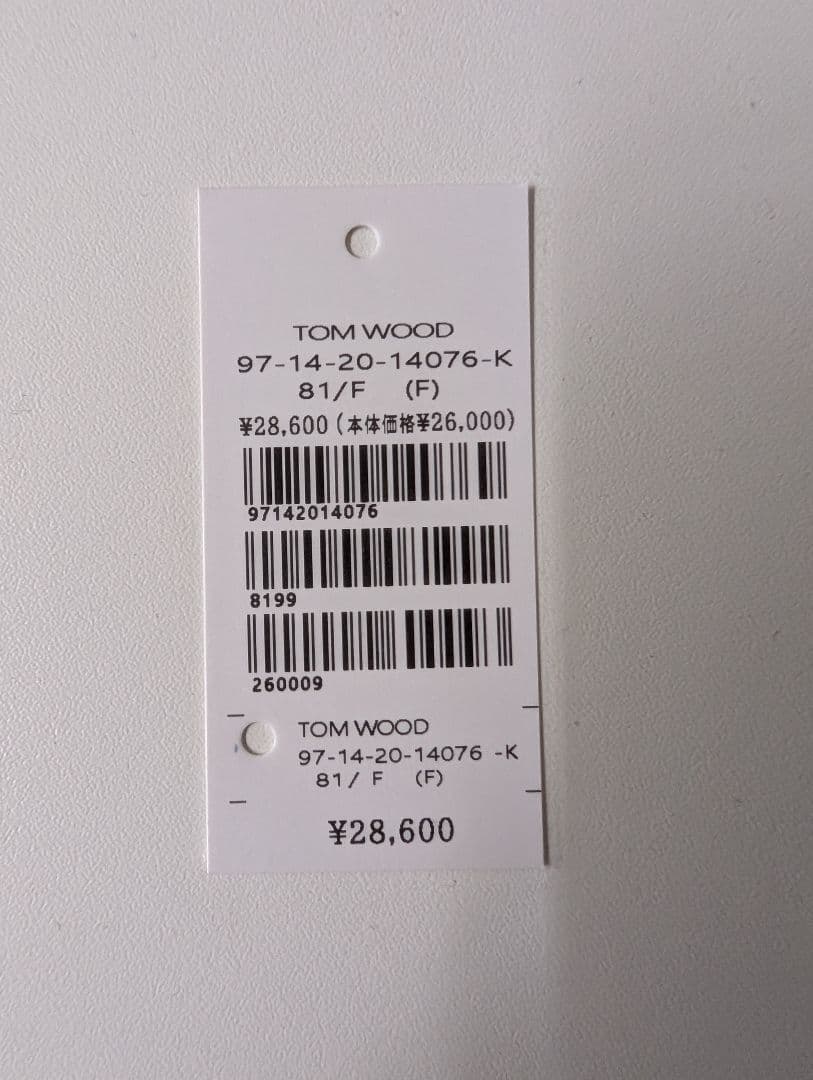 TOM WOOD
97-14-20-14076-K
81/F (F)
¥28,600 (本体価格¥26,000)
97142014076
8199
260009
TOM WOOD
97-14-20-14076 -K
81/ F (F)
¥28,600